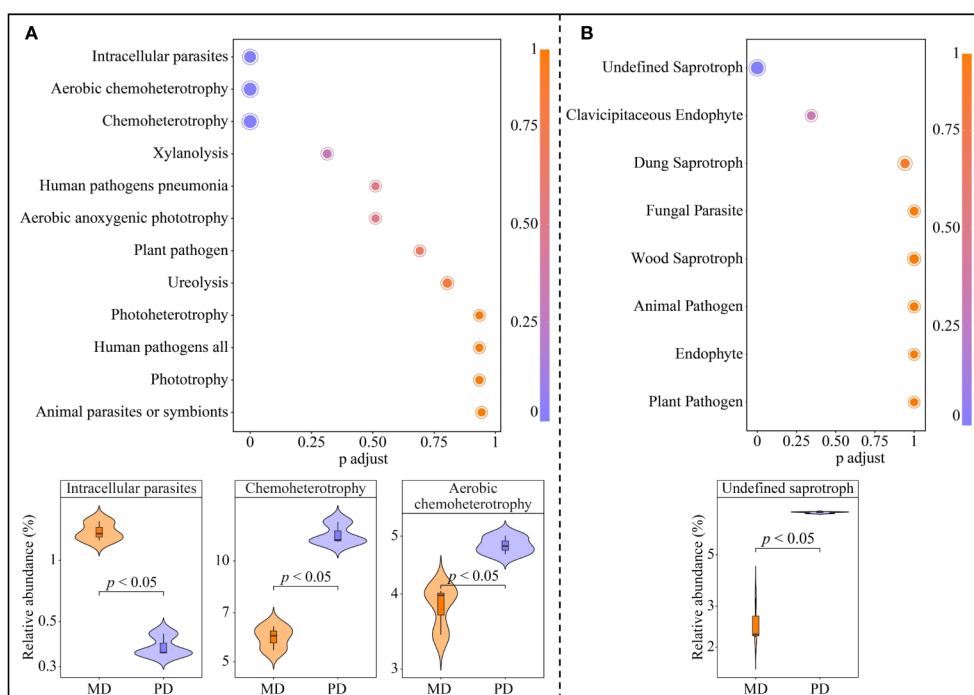 A
Intracellular parasites
Aerobic chemoheterotrophy
Chemoheterotrophy
Xylanolysis
Human pathogens pneumonia
Aerobic anoxygenic phototrophy
Plant pathogen
Ureolysis
Photoheterotrophy
Human pathogens all
Phototrophy
Animal parasites or symbionts
0 0.25 0.50 0.75 1
p adjust
1
0.75
0.50
0.25
0
B
Undefined Saprotroph
Clavicipitaceous Endophyte
Dung Saprotroph
Fungal Parasite
Wood Saprotroph
Animal Pathogen
Endophyte
Plant Pathogen
0 0.25 0.50 0.75 1
p adjust
1
0.75
0.50
0.25
0
Relative abundance (%)
Intracellular parasites
1
0.5
0.3
p < 0.05
MD PD
Chemoheterotrophy
10
7
5
p < 0.05
MD PD
Aerobic
chemoheterotrophy
5
4
3
p < 0.05
MD PD
Relative abundance (%)
Undefined saprotroph
5
3
2
p < 0.05
MD PD